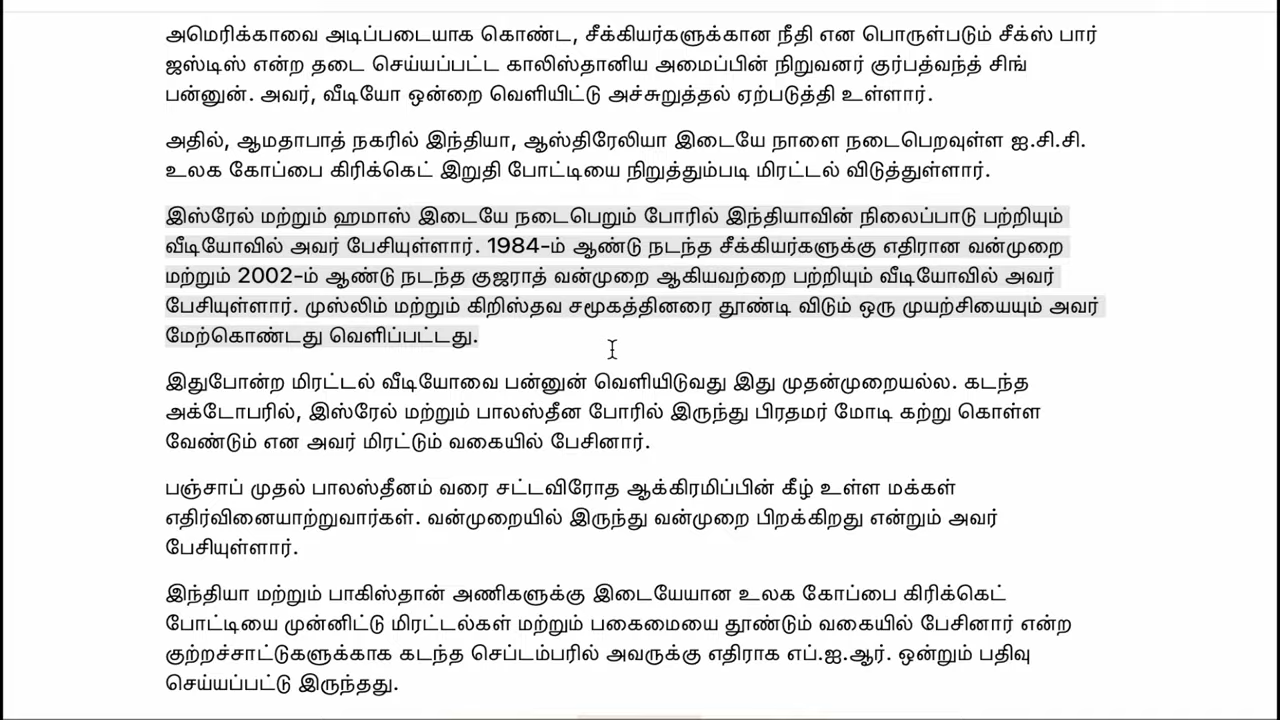 அமெரிக்காவை அடிப்படையாக கொண்ட, சீக்கியர்களுக்கான நீதி என பொருள்படும் சீக்ஸ் பார்
ஜஸ்டிஸ் என்ற தடை செய்யப்பட்ட காலிஸ்தானிய அமைப்பின் நிறுவனர் குர்பத்வந்த் சிங்
பன்னுன். அவர், வீடியோ ஒன்றை வெளியிட்டு அச்சுறுத்தல் ஏற்படுத்தி உள்ளார்.
அதில், ஆமதாபாத் நகரில் இந்தியா, ஆஸ்திரேலியா இடையே நாளை நடைபெறவுள்ள ஐ.சி.சி.
உலக கோப்பை கிரிக்கெட் இறுதி போட்டியை நிறுத்தும்படி மிரட்டல் விடுத்துள்ளார்.
இஸ்ரேல் மற்றும் ஹமாஸ் இடையே நடைபெறும் போரில் இந்தியாவின் நிலைப்பாடு பற்றியும்
வீடியோவில் அவர் பேசியுள்ளார். 1984-ம் ஆண்டு நடந்த சீக்கியர்களுக்கு எதிரான வன்முறை
மற்றும் 2002-ம் ஆண்டு நடந்த குஜராத் வன்முறை ஆகியவற்றை பற்றியும் வீடியோவில் அவர்
பேசியுள்ளார். முஸ்லிம் மற்றும் கிறிஸ்தவ சமூகத்தினரை தூண்டி விடும் ஒரு முயற்சியையும் அவர்
மேற்கொண்டது வெளிப்பட்டது.
இதுபோன்ற மிரட்டல் வீடியோவை பன்னுன் வெளியிடுவது இது முதன்முறையல்ல. கடந்த
அக்டோபரில், இஸ்ரேல் மற்றும் பாலஸ்தீன போரில் இருந்து பிரதமர் மோடி கற்று கொள்ள
வேண்டும் என அவர் மிரட்டும் வகையில் பேசினார்.
பஞ்சாப் முதல் பாலஸ்தீனம் வரை சட்டவிரோத ஆக்கிரமிப்பின் கீழ் உள்ள மக்கள்
எதிர்வினையாற்றுவார்கள். வன்முறையில் இருந்து வன்முறை பிறக்கிறது என்றும் அவர்
பேசியுள்ளார்.
இந்தியா மற்றும் பாகிஸ்தான் அணிகளுக்கு இடையேயான உலக கோப்பை கிரிக்கெட்
போட்டியை முன்னிட்டு மிரட்டல்கள் மற்றும் பகைமையை தூண்டும் வகையில் பேசினார் என்ற
குற்றச்சாட்டுகளுக்காக கடந்த செப்டம்பரில் அவருக்கு எதிராக எப்.ஐ.ஆர். ஒன்றும் பதிவு
செய்யப்பட்டு இருந்தது.